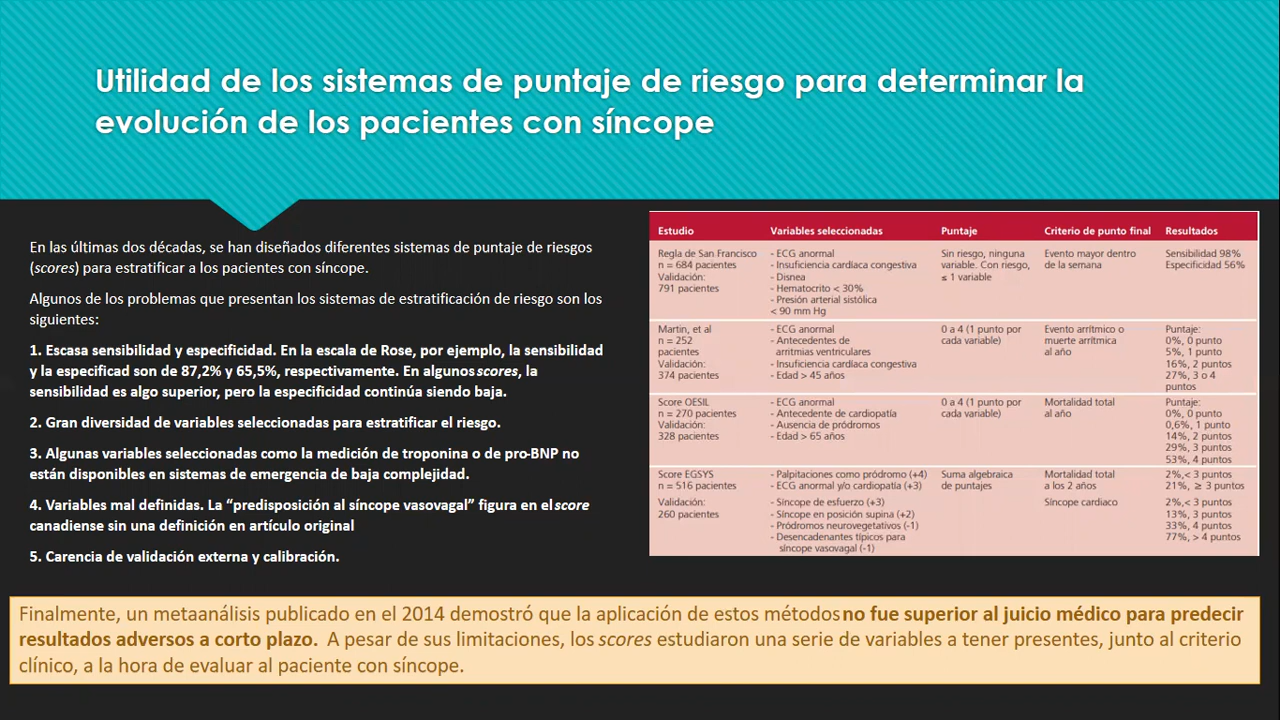 Utilidad de los sistemas de puntaje de riesgo para determinar la
evolución de los pacientes con síncope
En las últimas dos décadas, se han diseñados diferentes sistemas de puntaje de riesgos
(scores) para estratificar a los pacientes con síncope.
Algunos de los problemas que presentan los sistemas de estratificación de riesgo son los
siguientes:
1. Escasa sensibilidad y especificidad. En la escala de Rose, por ejemplo, la sensibilidad
y la especificad son de 87,2% y 65,5%, respectivamente. En algunos scores, la
sensibilidad es algo superior, pero la especificidad continúa siendo baja.
2. Gran diversidad de variables seleccionadas para estratificar el riesgo.
3. Algunas variables seleccionadas como la medición de troponina o de pro-BNP no
están disponibles en sistemas de emergencia de baja complejidad.
4. Variables mal definidas. La “predisposición al síncope vasovagal” figura en el score
canadiense sin una definición en artículo original
5. Carencia de validación externa y calibración.
Estudio Variables seleccionadas Puntaje Criterio de punto final Resultados
Regla de San Francisco - ECG anormal Sin riesgo, ninguna Evento mayor dentro Sensibilidad 98%
n = 684 pacientes - Insuficiencia cardíaca congestiva variable. Con riesgo, de la semana Especificidad 56%
Validación: - Disnea ≤ 1 variable
791 pacientes - Hematocrito < 30%
- Presión arterial sistólica
< 90 mm Hg
Martin, et al - ECG anormal 0 a 4 (1 punto por Evento arrítmico o Puntaje:
n = 252 - Antecedentes de cada variable) muerte arrítmica 0%, 0 punto
pacientes arritmias ventriculares al año 5%, 1 punto
Validación: - Insuficiencia cardíaca congestiva 16%, 2 puntos
374 pacientes - Edad > 45 años 27%, 3 o 4
puntos
Score OESIL - ECG anormal 0 a 4 (1 punto por Mortalidad total Puntaje:
n = 270 pacientes - Antecedente de cardiopatía cada variable) al año 0%, 0 punto
Validación: - Ausencia de pródromos 0,6%, 1 punto
328 pacientes - Edad > 65 años 14%, 2 puntos
29%, 3 puntos
53%, 4 puntos
Score EGSYS - Palpitaciones como pródromo (+4) Suma algebraica Mortalidad total 2%,< 3 puntos
n = 516 pacientes - ECG anormal y/o cardiopatía (+3) de puntajes a los 2 años 21%, ≥ 3 puntos
Validación: - Síncope de esfuerzo (+3) Síncope cardiaco 2%,< 3 puntos
260 pacientes - Síncope en posición supina (+2) 13%, 3 puntos
- Pródromos neurovegetativos (-1) 33%, 4 puntos
- Desencadenantes típicos para 77%, > 4 puntos
síncope vasovagal (-1)
Finalmente, un metaanálisis publicado en el 2014 demostró que la aplicación de estos métodos no fue superior al juicio médico para predecir
resultados adversos a corto plazo. A pesar de sus limitaciones, los scores estudiaron una serie de variables a tener presentes, junto al criterio
clínico, a la hora de evaluar al paciente con síncope.